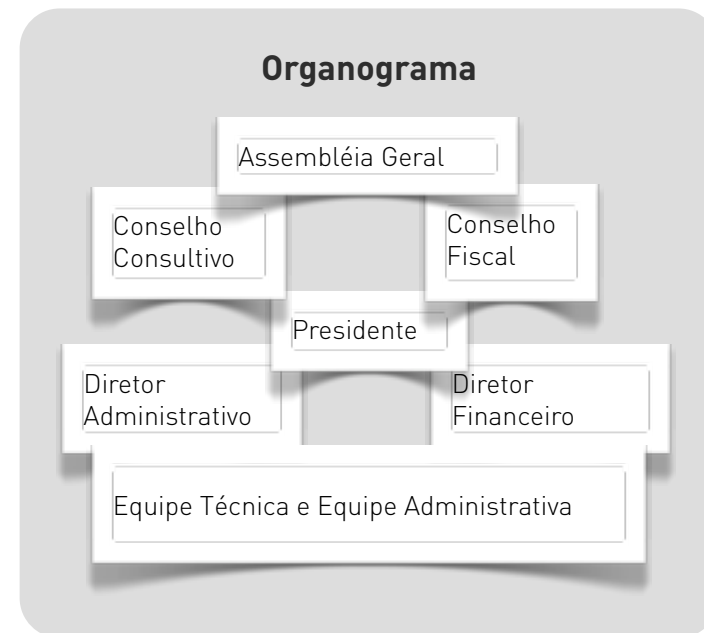 Organograma
Assembléia Geral
Conselho
Consultivo
Conselho
Fiscal
Presidente
Diretor
Administrativo
Diretor
Financeiro
Equipe Técnica e Equipe Administrativa